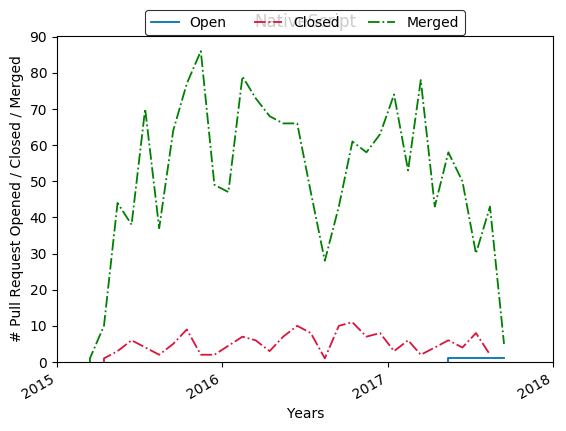 NativeScript
Open Closed Merged
90
80
70
60
50
40
30
20
10
0
# Pull Request Opened / Closed / Merged
2015 2016 2017 2018
Years